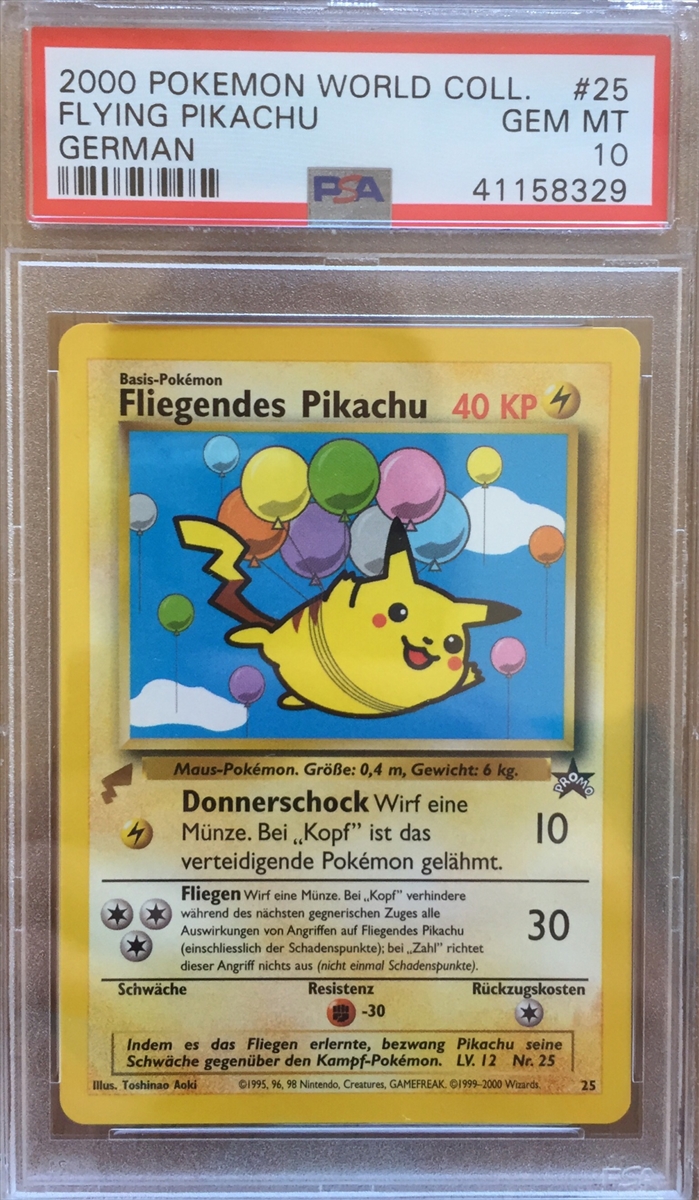 2000 POKEMON WORLD COLL. #25
FLYING PIKACHU GEM MT
GERMAN 10
PSA 41158329
Basis-Pokémon
Fliegendes Pikachu 40 KP
Maus-Pokémon. Größe: 0,4 m, Gewicht: 6 kg.
PROMO
Donnerschock Wirf eine
Münze. Bei „Kopf" ist das
verteidigende Pokémon gelähmt.
10
Fliegen Wirf eine Münze. Bei „Kopf" verhindere
während des nächsten gegnerischen Zuges alle
Auswirkungen von Angriffen auf Fliegendes Pikachu
(einschliesslich der Schadenspunkte); bei „Zahl" richtet
dieser Angriff nichts aus (nicht einmal Schadenspunkte).
30
Schwäche Resistenz Rückzugskosten
-30
Indem es das Fliegen erlernte, bezwang Pikachu seine
Schwäche gegenüber den Kampf-Pokémon. LV. 12 Nr. 25
Illus. Toshinao Aoki ©1995, 96, 98 Nintendo, Creatures, GAMEFREAK. ©1999–2000 Wizards. 25